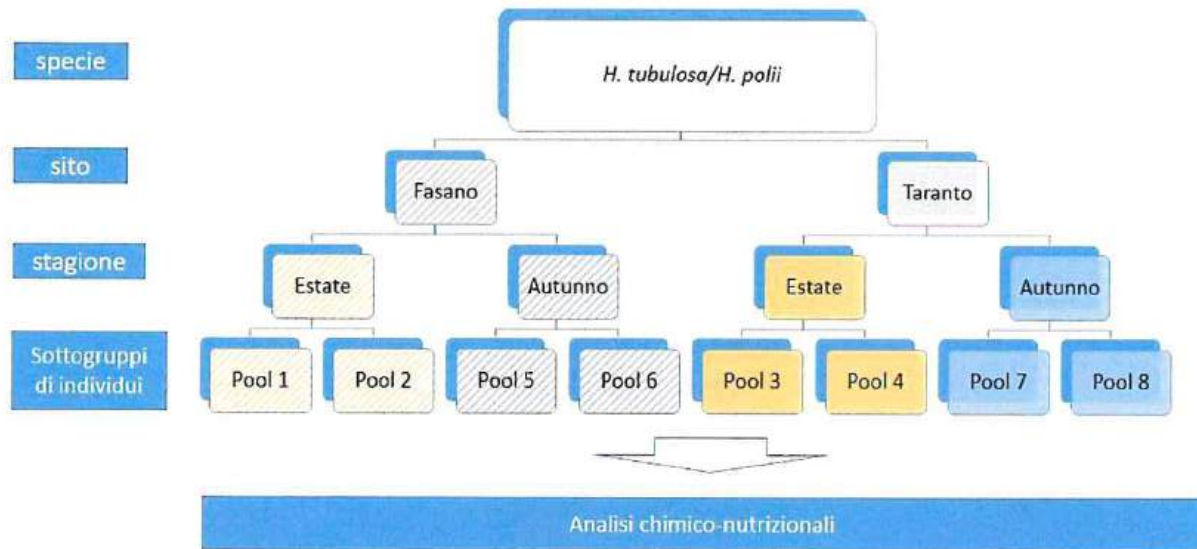 specie
H. tubulosa/H. polii
sito
Fasano
Taranto
stagione
Estate
Autunno
Estate
Autunno
Sottogruppi
di individui
Pool 1
Pool 2
Pool 5
Pool 6
Pool 3
Pool 4
Pool 7
Pool 8
Analisi chimico-nutrizionali